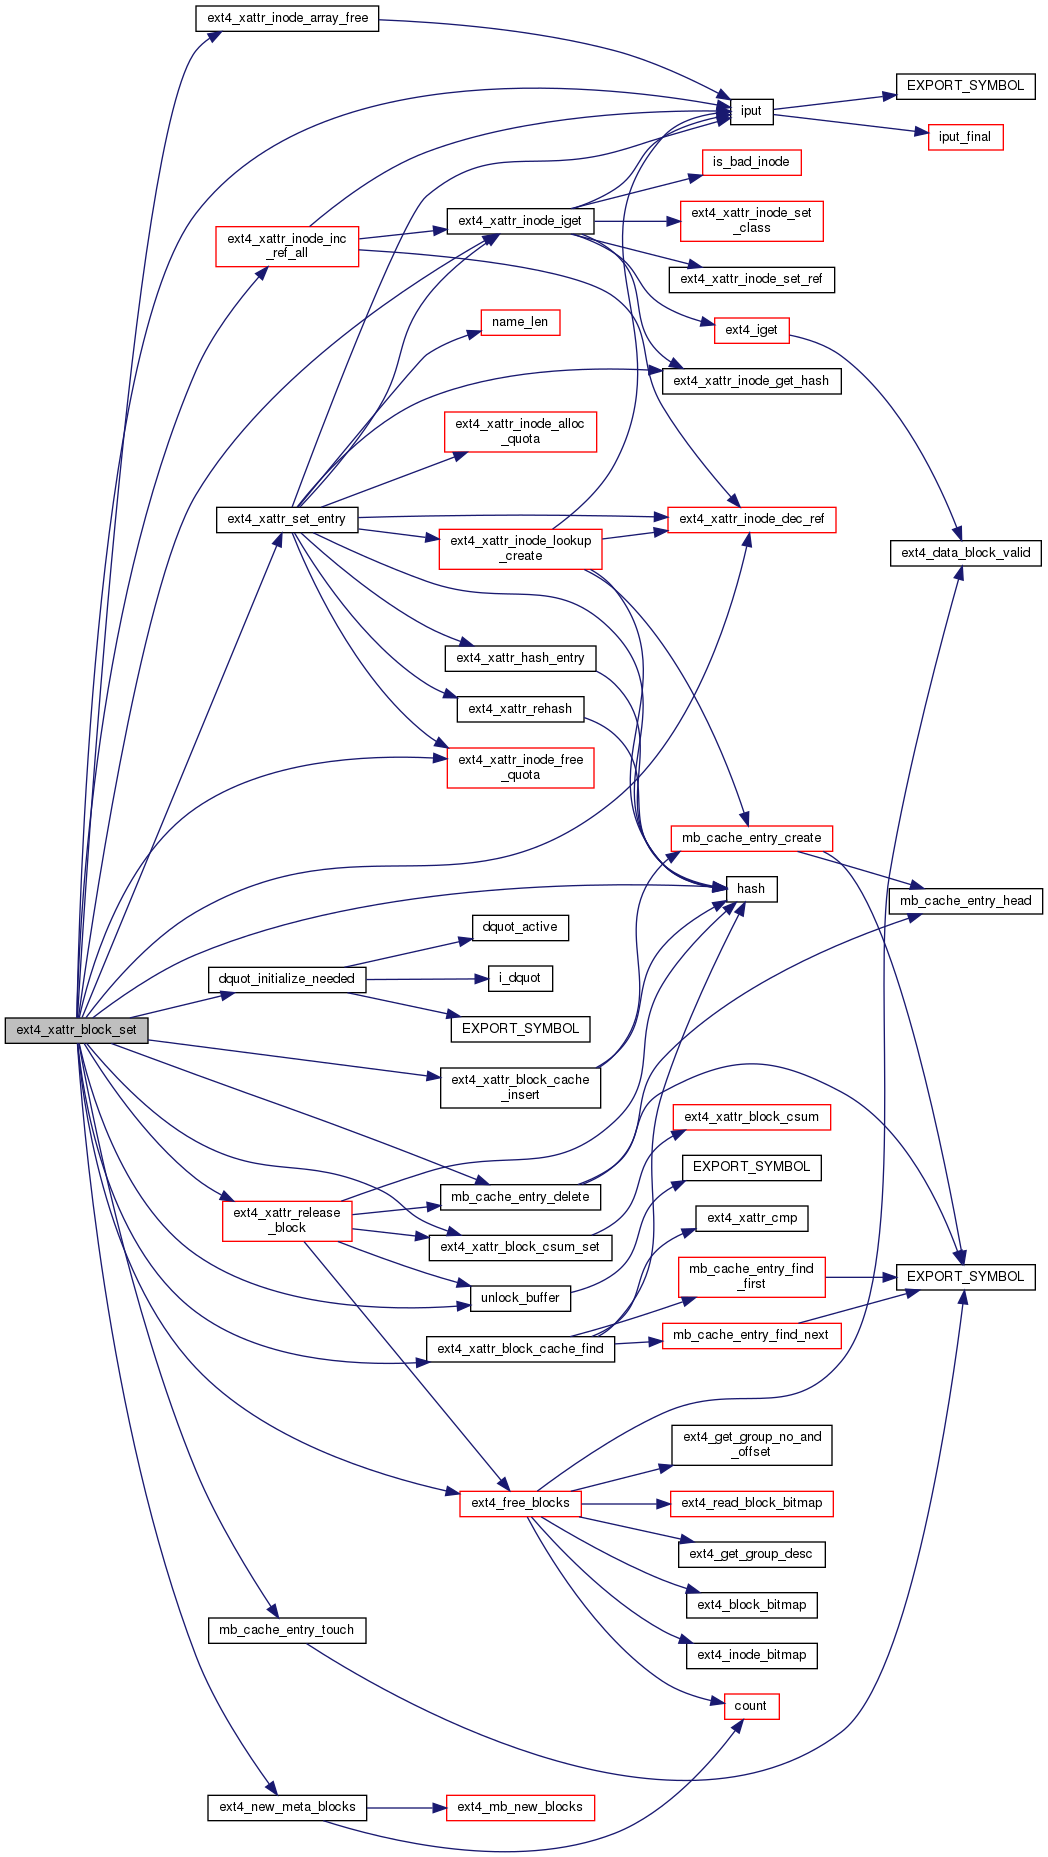 ext4_xattr_inode_array_free
EXPORT_SYMBOL
iput
iput_final
is_bad_inode
ext4_xattr_inode_set
_class
ext4_xattr_inode_iget
ext4_xattr_inode_inc
_ref_all
ext4_xattr_inode_set_ref
name_len
ext4_iget
ext4_xattr_inode_get_hash
ext4_xattr_inode_alloc
_quota
ext4_xattr_set_entry
ext4_xattr_inode_dec_ref
ext4_xattr_inode_lookup
_create
ext4_data_block_valid
ext4_xattr_hash_entry
ext4_xattr_rehash
ext4_xattr_inode_free
_quota
mb_cache_entry_create
hash
mb_cache_entry_head
dquot_active
dquot_initialize_needed
i_dquot
EXPORT_SYMBOL
ext4_xattr_block_set
ext4_xattr_block_cache
_insert
ext4_xattr_block_csum
EXPORT_SYMBOL
mb_cache_entry_delete
ext4_xattr_release
_block
ext4_xattr_cmp
ext4_xattr_block_csum_set
mb_cache_entry_find
_first
EXPORT_SYMBOL
unlock_buffer
mb_cache_entry_find_next
ext4_xattr_block_cache_find
ext4_get_group_no_and
_offset
ext4_free_blocks
ext4_read_block_bitmap
ext4_get_group_desc
ext4_block_bitmap
mb_cache_entry_touch
ext4_inode_bitmap
count
ext4_new_meta_blocks
ext4_mb_new_blocks